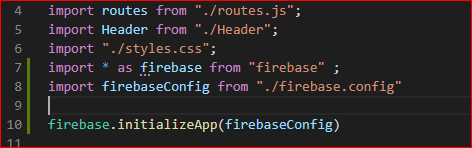 4 import routes from "./routes.js";
5 import Header from "./Header";
6 import "./styles.css";
7 import * as firebase from "firebase" ;
8 import firebaseConfig from "./firebase.config"
9
10 firebase.initializeApp(firebaseConfig)